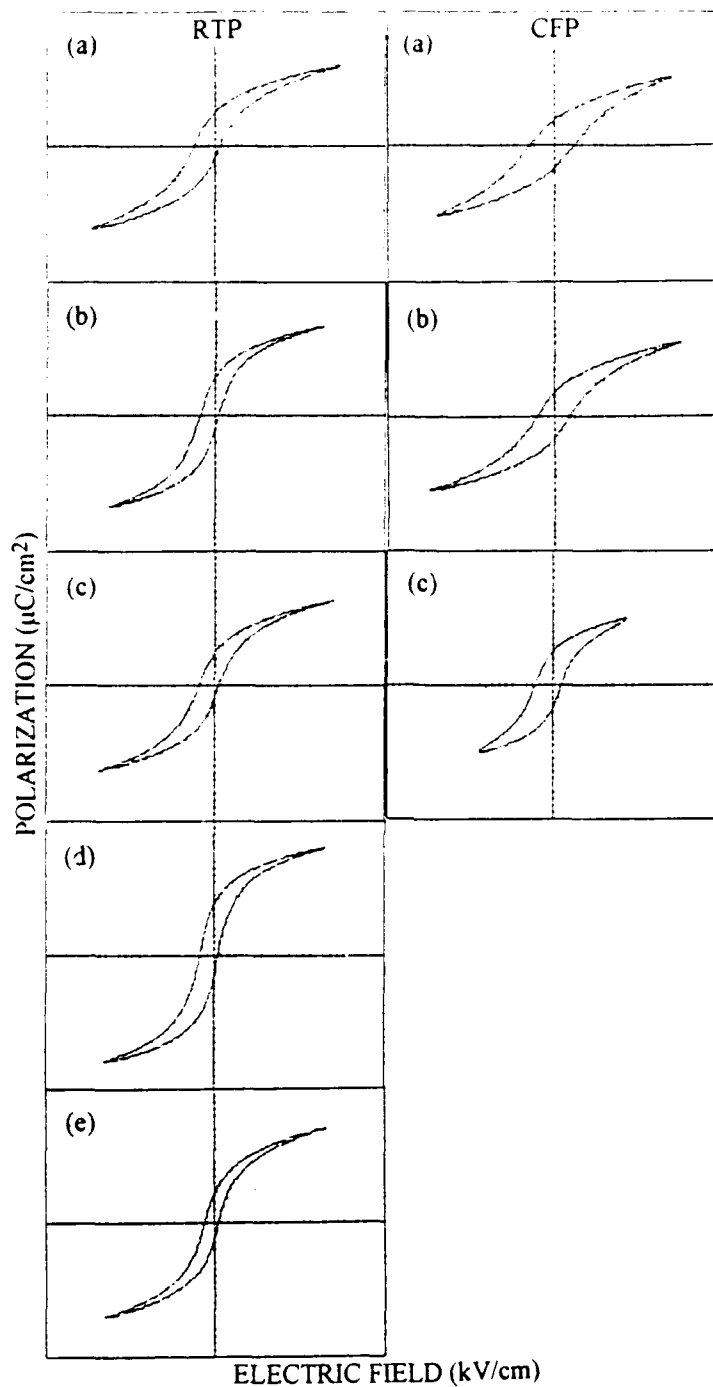 RTP
CFP
(a)
(a)
(b)
(b)
(c)
(c)
(d)
(e)
POLARIZATION (μC/cm²)
ELECTRIC FIELD (kV/cm)